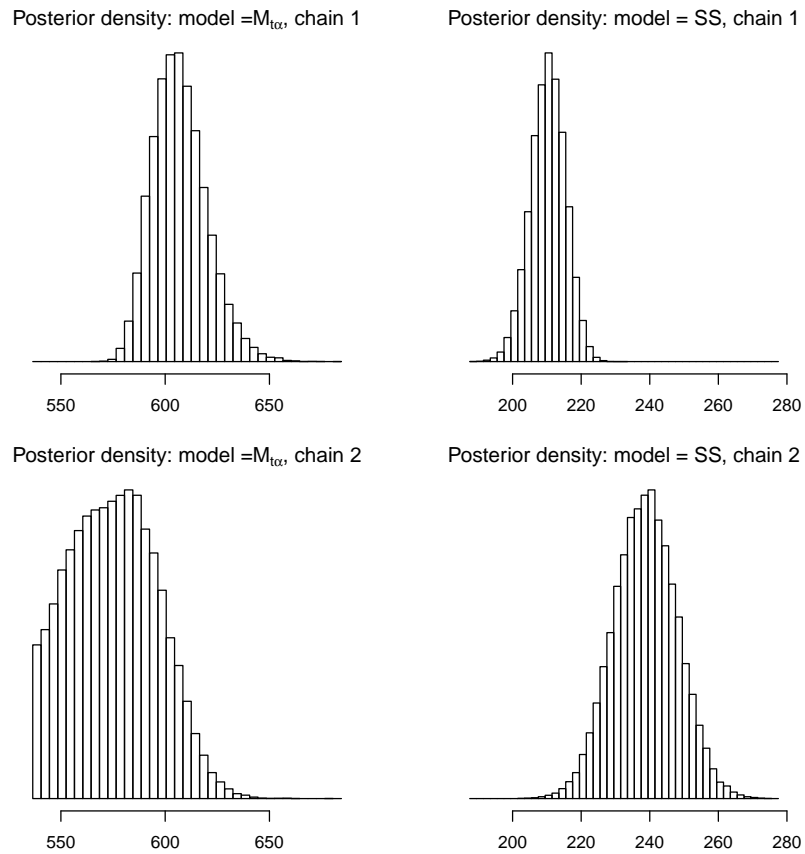 Posterior density: model =Mtα, chain 1
Posterior density: model = SS, chain 1
550 600 650
200 220 240 260 280
Posterior density: model =Mtα, chain 2
Posterior density: model = SS, chain 2
550 600 650
200 220 240 260 280